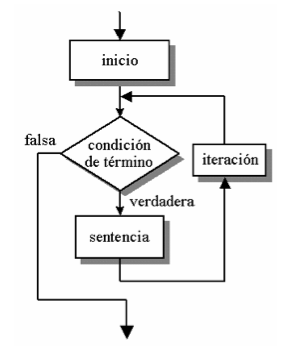 inicio
falsa
condición
de término
iteración
verdadera
sentencia